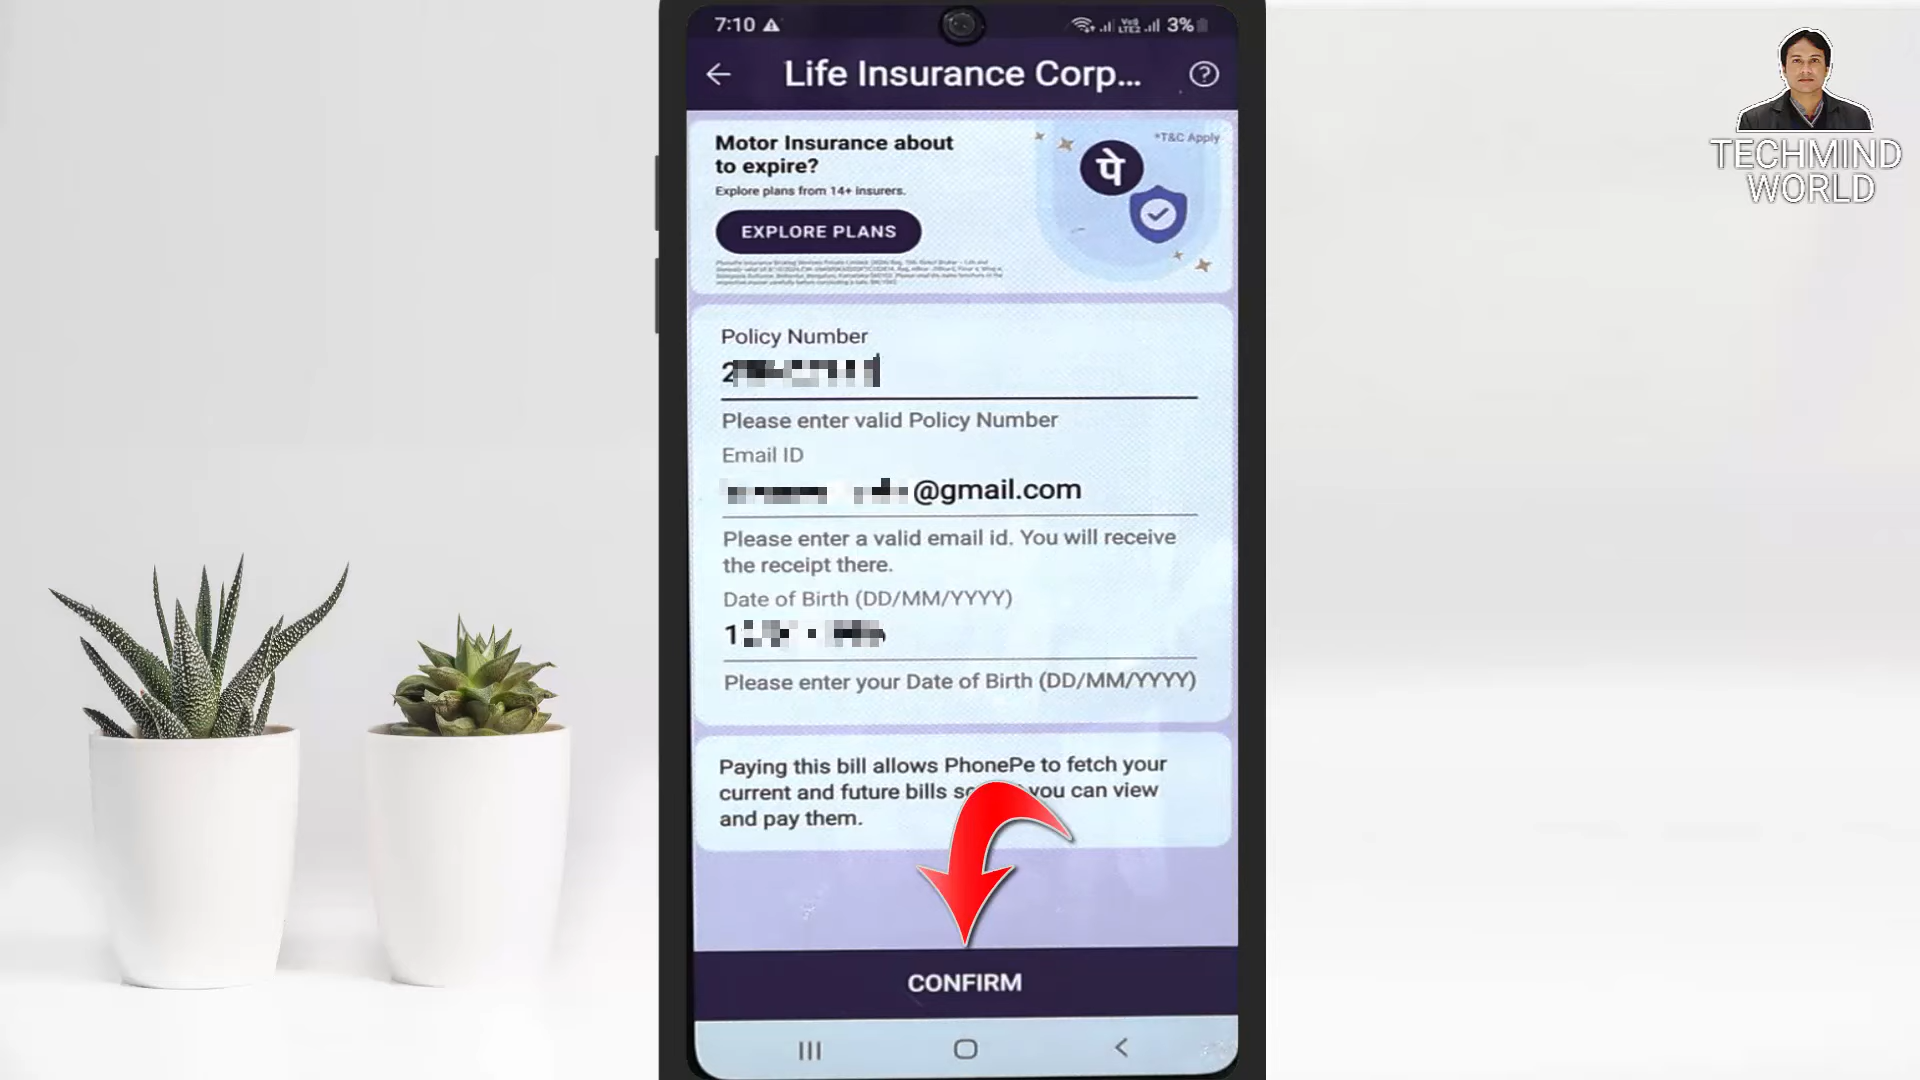 7:10
3%
Life Insurance Corp...
TECHMIND
WORLD
Motor Insurance about
to expire?
*T&C Apply
पे
Explore plans from 14+ insurers.
EXPLORE PLANS
Policy Number
2
Please enter valid Policy Number
Email ID
@gmail.com
Please enter a valid email id. You will receive
the receipt there.
Date of Birth (DD/MM/YYYY)
1
Please enter your Date of Birth (DD/MM/YYYY)
Paying this bill allows PhonePe to fetch your
current and future bills you can view
and pay them.
CONFIRM